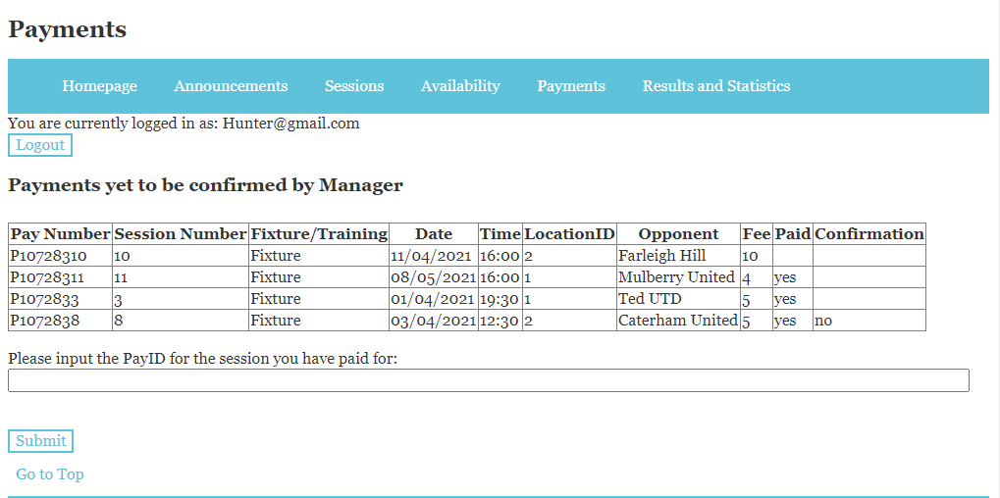 Payments
Homepage Announcements Sessions Availability Payments Results and Statistics
You are currently logged in as: Hunter@gmail.com
Logout
Payments yet to be confirmed by Manager
Pay Number Session Number Fixture/Training Date Time LocationID Opponent Fee Paid Confirmation
P10728310 10 Fixture 11/04/2021 16:00 2 Farleigh Hill 10
P10728311 11 Fixture 08/05/2021 16:00 1 Mulberry United 4 yes
P1072833 3 Fixture 01/04/2021 19:30 1 Ted UTD 5 yes
P1072838 8 Fixture 03/04/2021 12:30 2 Caterham United 5 yes no
Please input the PayID for the session you have paid for:
Submit
Go to Top